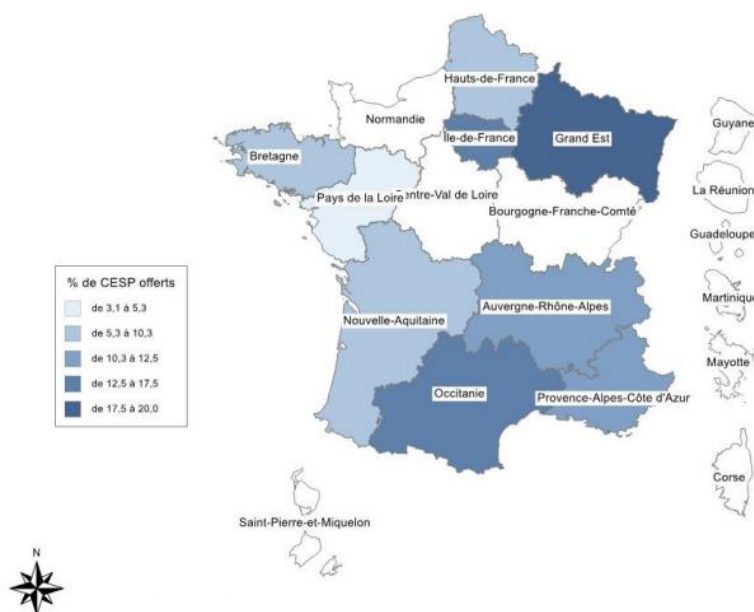 Hauts-de-France
Normandie
Île-de-France
Grand Est
Guyane
Bretagne
Pays de la Loire
ntre-Val de Loire
La Réunion
Bourgogne-Franche-Comté
Guadeloupe
% de CESP offerts
de 3,1 à 5,3
de 5,3 à 10,3
de 10,3 à 12,5
de 12,5 à 17,5
de 17,5 à 20,0
Martinique
Auvergne-Rhône-Alpes
Nouvelle-Aquitaine
Mayotte
Occitanie
Provence-Alpes-Côte d'Azur
Corse
Saint-Pierre-et-Miquelon
N